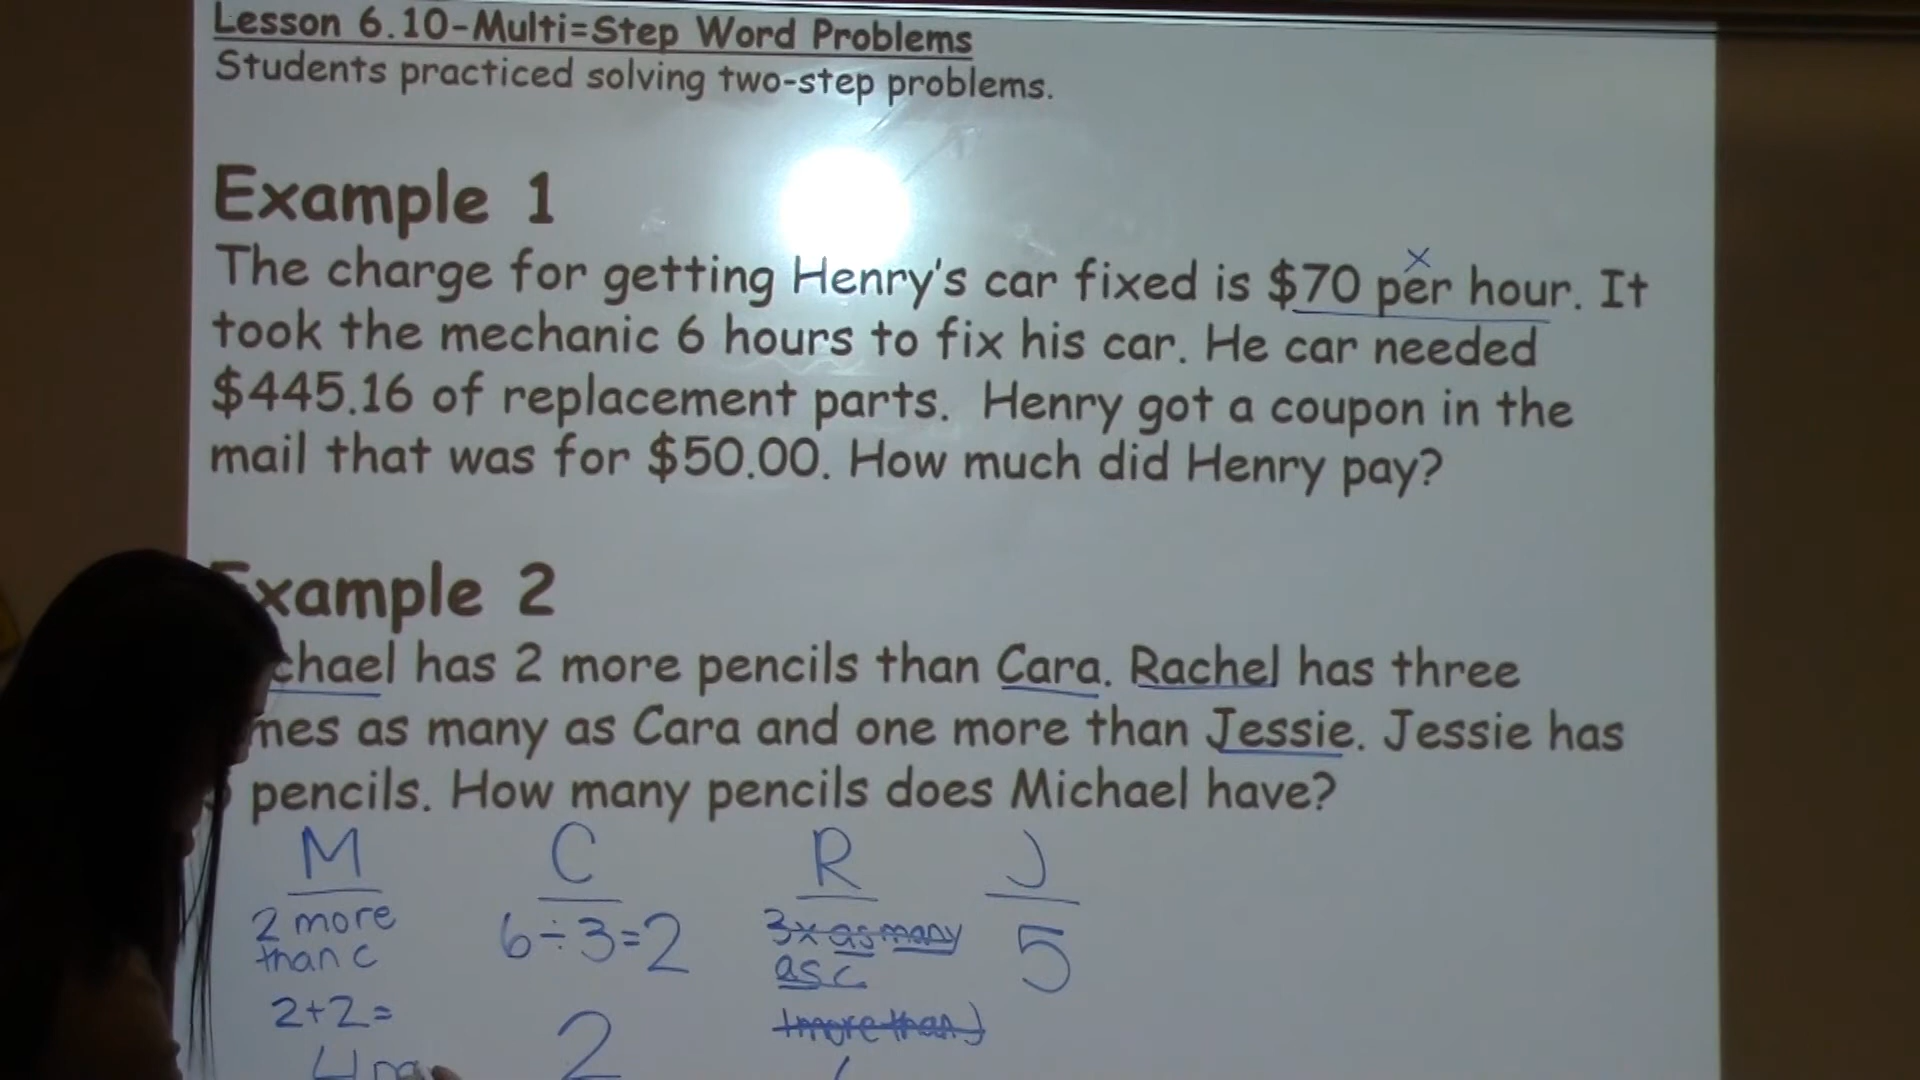 Lesson 6.10-Multi=Step Word Problems
Students practiced solving two-step problems.
Example 1
The charge for getting Henry's car fixed is $70 per hour. It
×
took the mechanic 6 hours to fix his car. He car needed
$445.16 of replacement parts. Henry got a coupon in the
mail that was for $50.00. How much did Henry pay?
xample 2
chael has 2 more pencils than Cara. Rachel has three
mes as many as Cara and one more than Jessie. Jessie has
pencils. How many pencils does Michael have?
M C R J
2 more 6÷3=2 3x as many 5
than C as C
2+2= 1 more than J
4 2